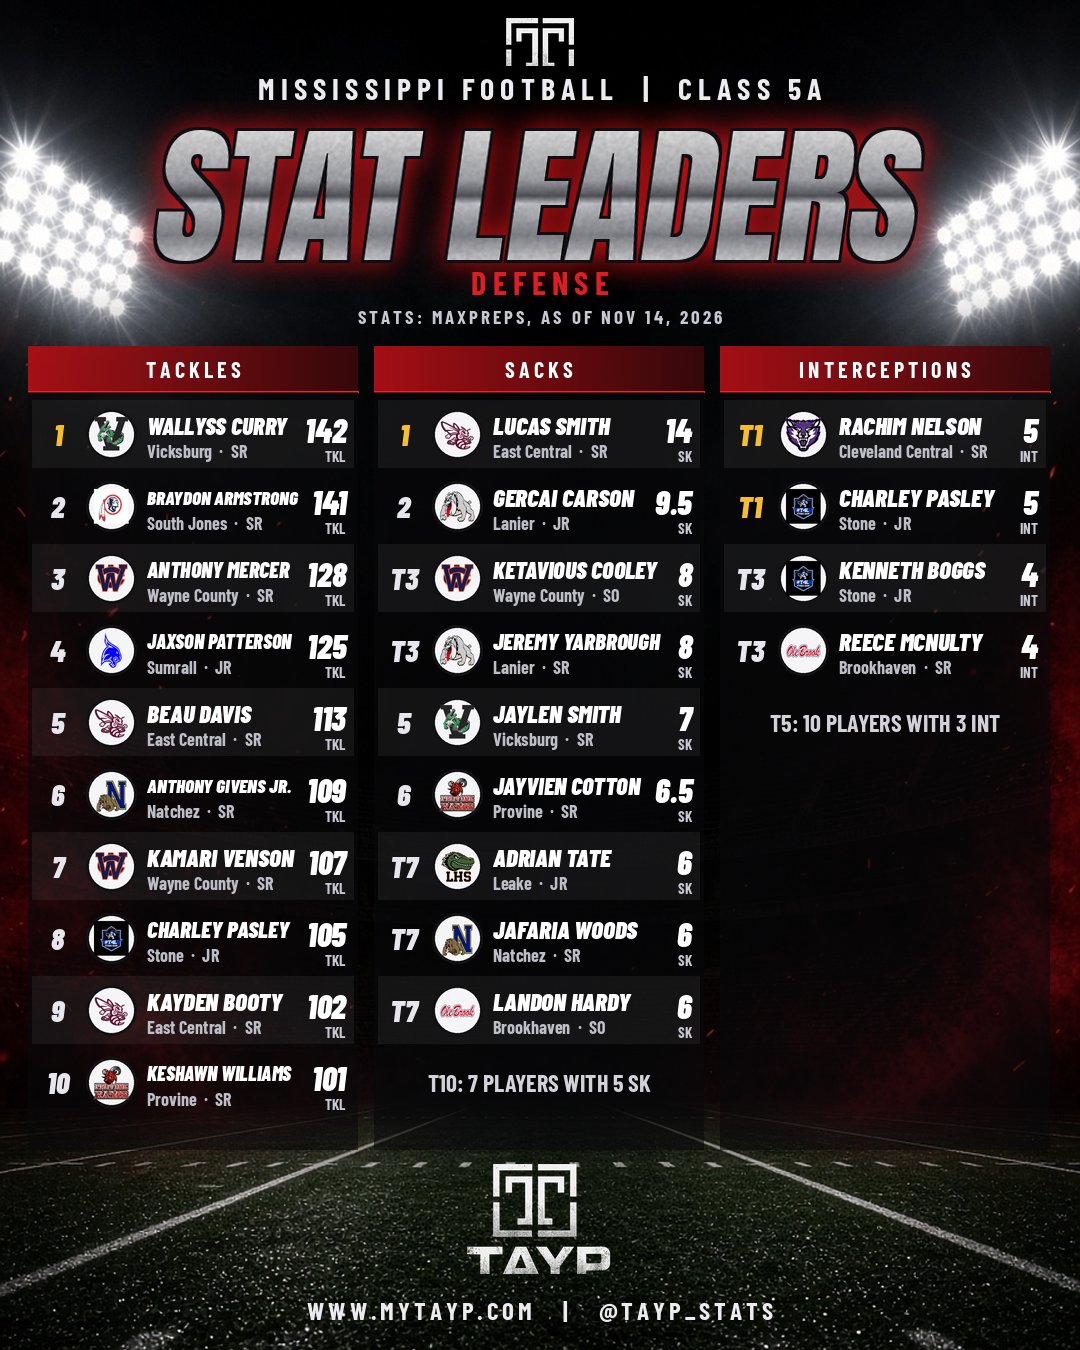 MISSISSIPPI FOOTBALL | CLASS 5A
STAT LEADERS
DEFENSE
STATS: MAXPREPS, AS OF NOV 14, 2026
TACKLES
1 WALLYSS CURRY 142
Vicksburg · SR TKL
2 BRAYDON ARMSTRONG 141
South Jones · SR TKL
3 ANTHONY MERCER 128
Wayne County · SR TKL
4 JAXSON PATTERSON 125
Sumrall · JR TKL
5 BEAU DAVIS 113
East Central · SR TKL
6 ANTHONY GIVENS JR. 109
Natchez · SR TKL
7 KAMARI VENSON 107
Wayne County · SR TKL
8 CHARLEY PASLEY 105
Stone · JR TKL
9 KAYDEN BOOTY 102
East Central · SR TKL
10 KESHAWN WILLIAMS 101
Provine · SR TKL
SACKS
1 LUCAS SMITH 14
East Central · SR SK
2 GERCAI CARSON 9.5
Lanier · JR SK
T3 KETAVIOUS COOLEY 8
Wayne County · SO SK
T3 JEREMY YARBROUGH 8
Lanier · SR SK
5 JAYLEN SMITH 7
Vicksburg · SR SK
6 JAYVIEN COTTON 6.5
Provine · SR SK
T7 ADRIAN TATE 6
LHS Leake · JR SK
T7 JAFARIA WOODS 6
Natchez · SR SK
T7 LANDON HARDY 6
Ole Brook Brookhaven · SO SK
T10: 7 PLAYERS WITH 5 SK
INTERCEPTIONS
T1 RACHIM NELSON 5
Cleveland Central · SR INT
T1 CHARLEY PASLEY 5
Stone · JR INT
T3 KENNETH BOGGS 4
Stone · JR INT
T3 REECE MCNULTY 4
Ole Brook Brookhaven · SR INT
T5: 10 PLAYERS WITH 3 INT
TAYP
WWW.MYTAYP.COM | @TAYP_STATS